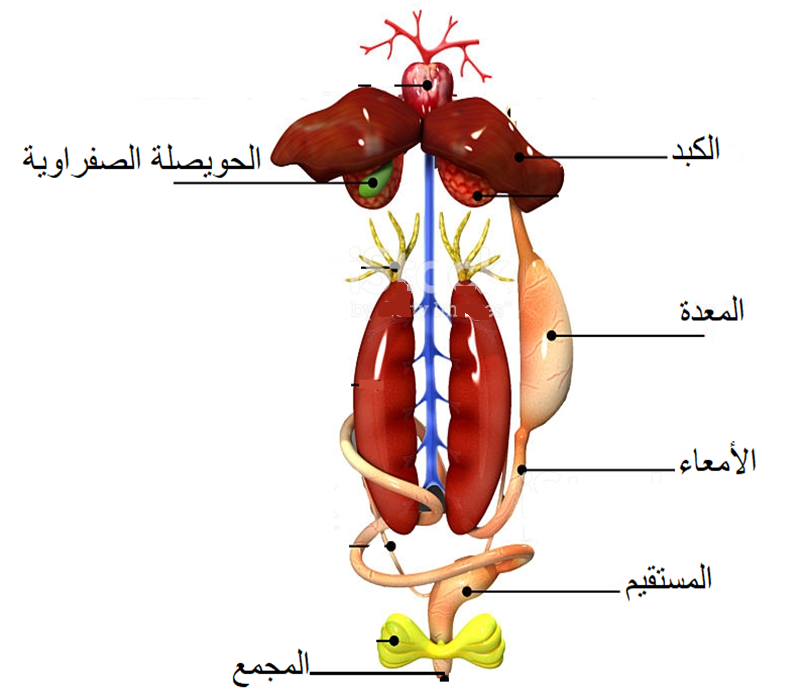 الكبد
الحويصلة الصفراوية
المعدة
الأمعاء
المستقيم
المجمع